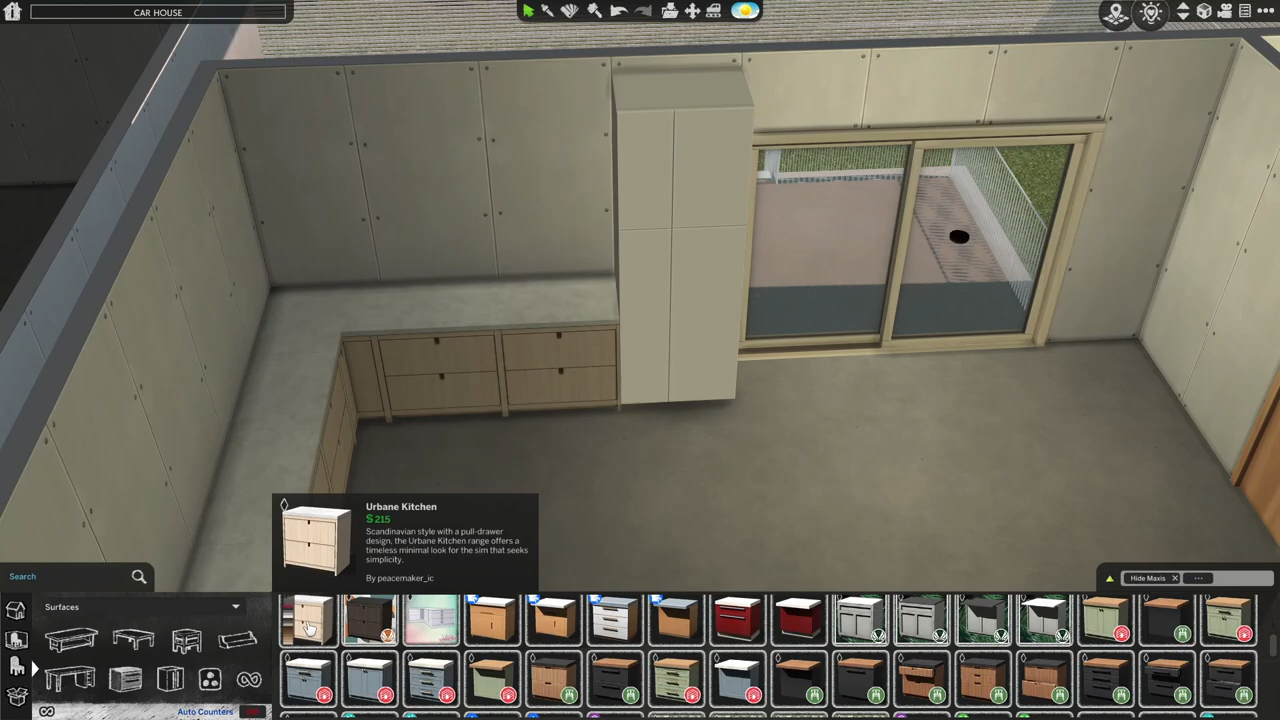 CAR HOUSE
Urbane Kitchen
$215
Scandinavian style with a pull-drawer
design, the Urbane Kitchen range offers a
timeless minimal look for the sim that seeks
simplicity.
By peacemaker_ic
Search
Hide Maxis X ...
Surfaces
Auto Counters